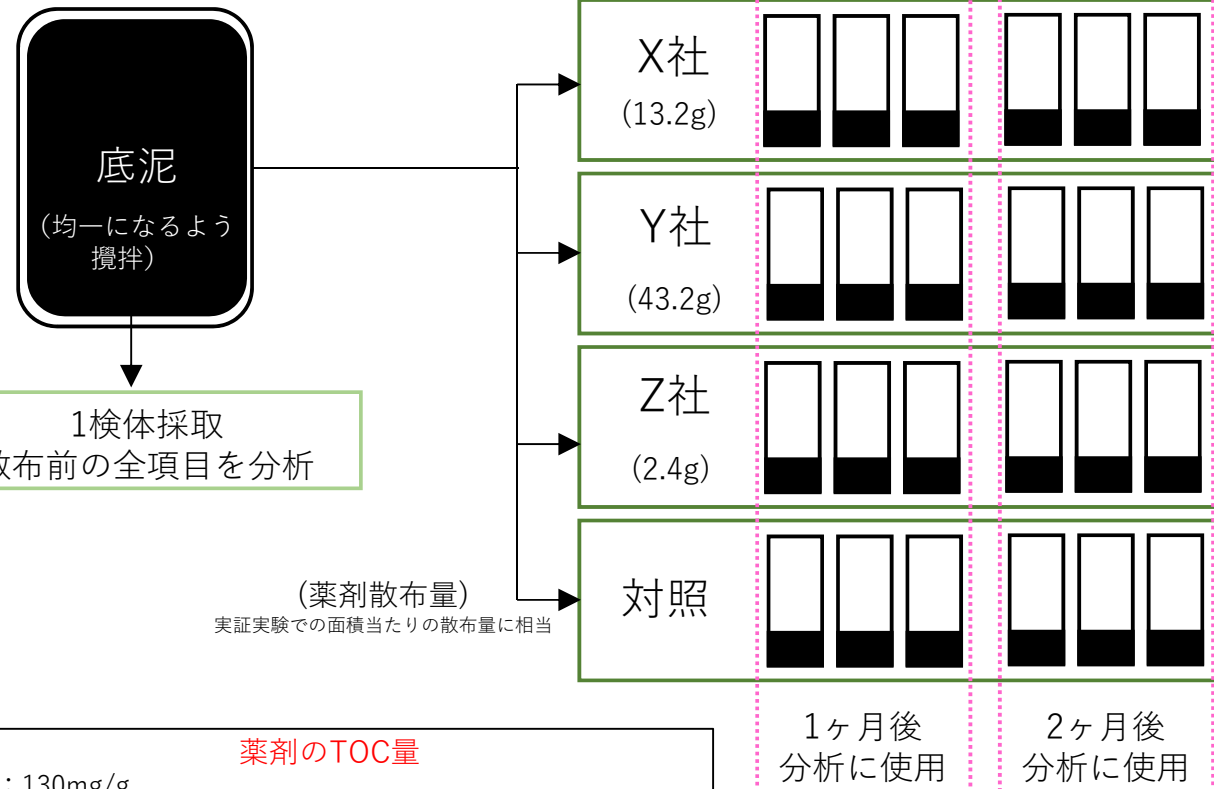 底泥
(均一になるよう
攪拌)
1検体採取
散布前の全項目を分析
X社
(13.2g)
Y社
(43.2g)
Z社
(2.4g)
対照
(薬剤散布量)
実証実験での面積当たりの散布量に相当
1ヶ月後
分析に使用
2ヶ月後
分析に使用
薬剤のTOC量
：130mg/g